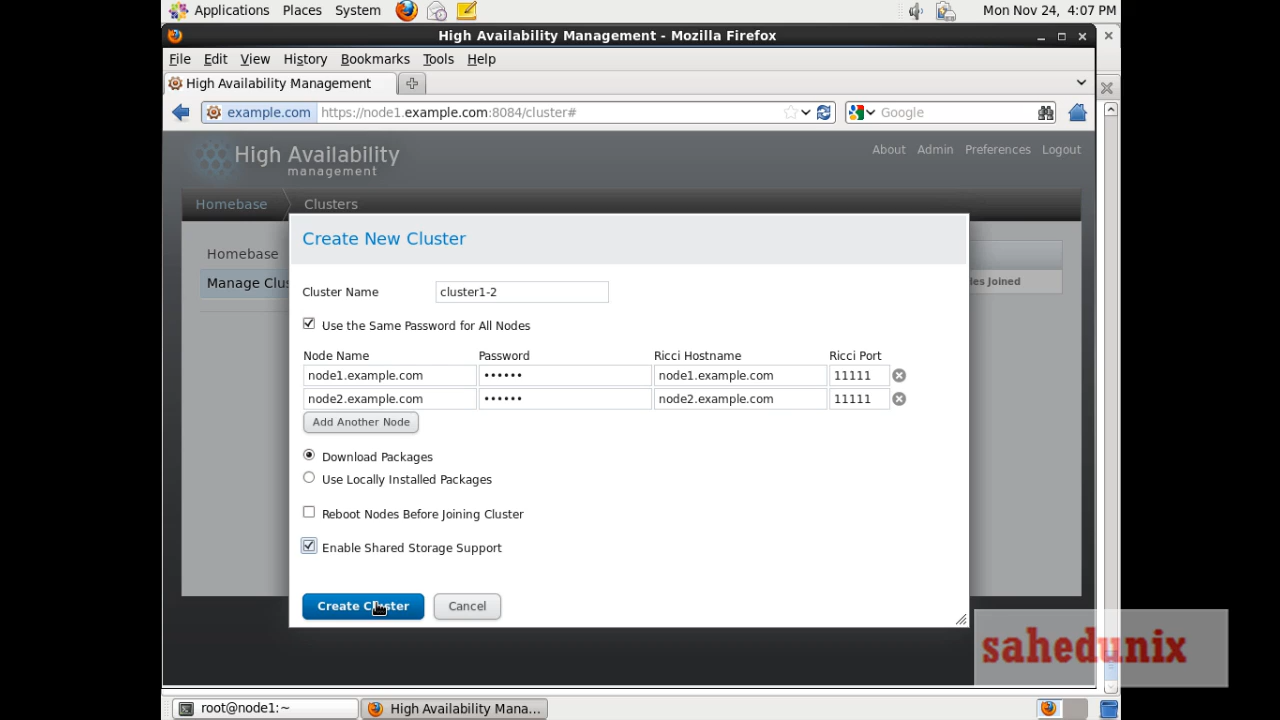 Applications Places System Mon Nov 24, 4:07 PM
High Availability Management - Mozilla Firefox
File Edit View History Bookmarks Tools Help
High Availability Management
example.com https://node1.example.com:8084/cluster# Google
High Availability
management
About Admin Preferences Logout
Homebase Clusters
Create New Cluster
Homebase
Manage Clus
les Joined
Cluster Name cluster1-2
Use the Same Password for All Nodes
Node Name Password Ricci Hostname Ricci Port
node1.example.com •••••• node1.example.com 11111
node2.example.com •••••• node2.example.com 11111
Add Another Node
Download Packages
Use Locally Installed Packages
Reboot Nodes Before Joining Cluster
Enable Shared Storage Support
Create Cluster Cancel
sahedunix
root@node1:~ High Availability Mana...